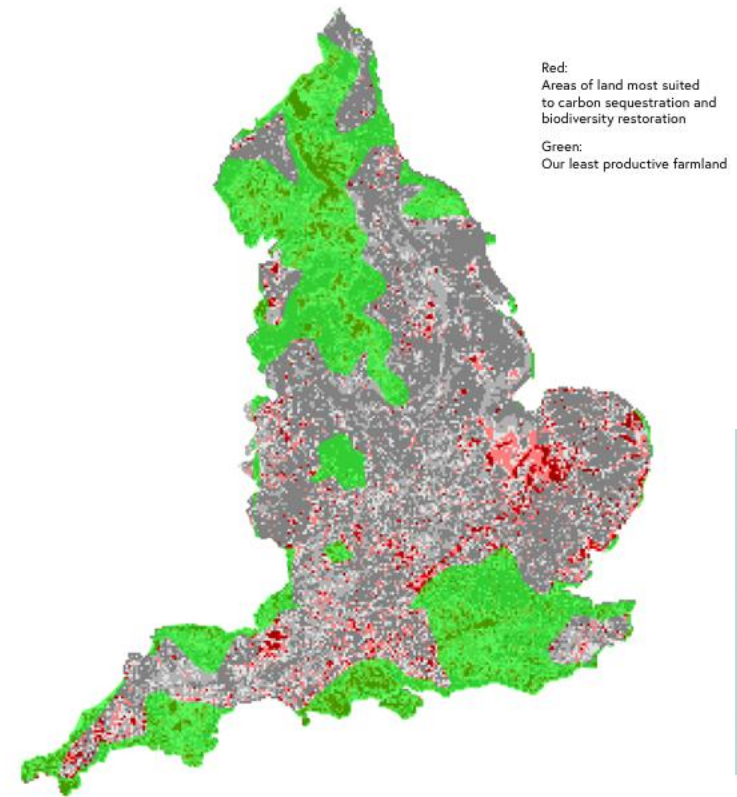 Red:
Areas of land most suited
to carbon sequestration and
biodiversity restoration
Green:
Our least productive farmland